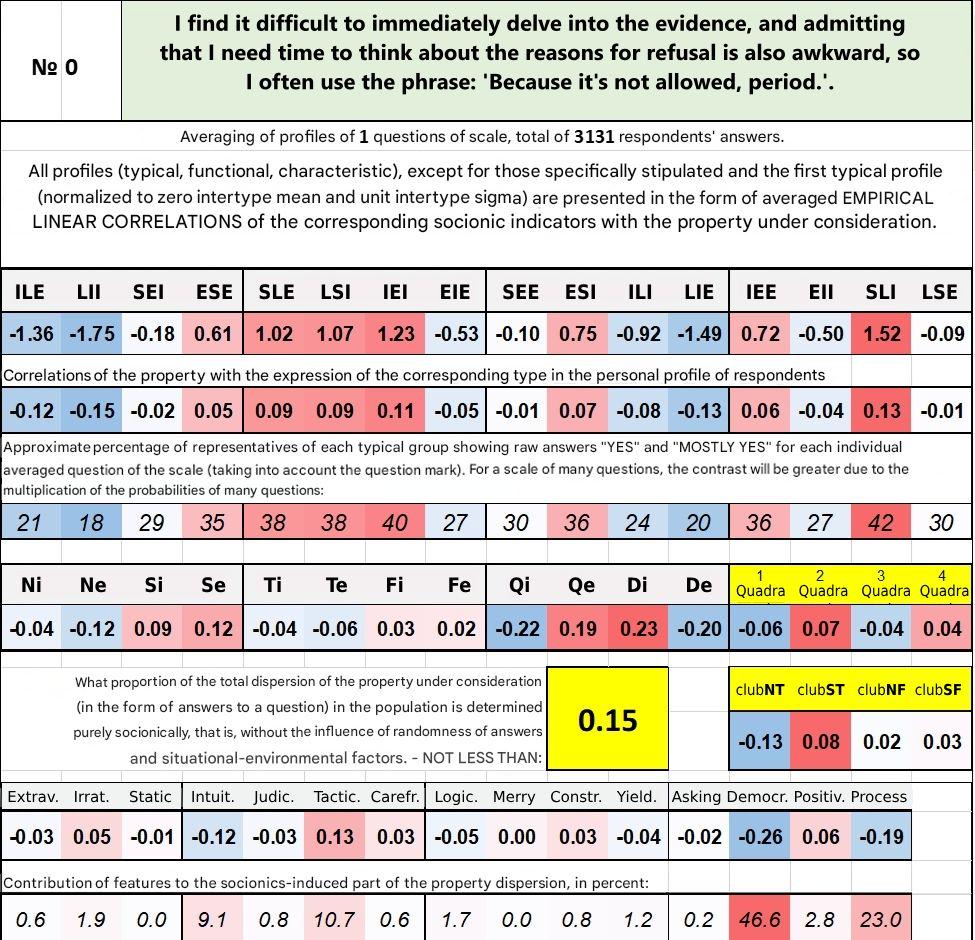 № 0
I find it difficult to immediately delve into the evidence, and admitting
that I need time to think about the reasons for refusal is also awkward, so
I often use the phrase: 'Because it's not allowed, period.'.
Averaging of profiles of 1 questions of scale, total of 3131 respondents' answers.
All profiles (typical, functional, characteristic), except for those specifically stipulated and the first typical profile
(normalized to zero intertype mean and unit intertype sigma) are presented in the form of averaged EMPIRICAL
LINEAR CORRELATIONS of the corresponding socionic indicators with the property under consideration.
ILE LII SEI ESE SLE LSI IEI EIE SEE ESI ILI LIE IEE EII SLI LSE
-1.36 -1.75 -0.18 0.61 1.02 1.07 1.23 -0.53 -0.10 0.75 -0.92 -1.49 0.72 -0.50 1.52 -0.09
Correlations of the property with the expression of the corresponding type in the personal profile of respondents
-0.12 -0.15 -0.02 0.05 0.09 0.09 0.11 -0.05 -0.01 0.07 -0.08 -0.13 0.06 -0.04 0.13 -0.01
Approximate percentage of representatives of each typical group showing raw answers "YES" and "MOSTLY YES" for each individual
averaged question of the scale (taking into account the question mark). For a scale of many questions, the contrast will be greater due to the
multiplication of the probabilities of many questions:
21 18 29 35 38 38 40 27 30 36 24 20 36 27 42 30
Ni Ne Si Se Ti Te Fi Fe Qi Qe Di De 1 Quadra 2 Quadra 3 Quadra 4 Quadra
-0.04 -0.12 0.09 0.12 -0.04 -0.06 0.03 0.02 -0.22 0.19 0.23 -0.20 -0.06 0.07 -0.04 0.04
What proportion of the total dispersion of the property under consideration
(in the form of answers to a question) in the population is determined
purely socionically, that is, without the influence of randomness of answers
and situational-environmental factors. - NOT LESS THAN:
0.15
clubNT clubST clubNF clubSF
-0.13 0.08 0.02 0.03
Extrav. Irrat. Static Intuit. Judic. Tactic. Carefr. Logic. Merry Constr. Yield. Asking Democr. Positiv. Process
-0.03 0.05 -0.01 -0.12 -0.03 0.13 0.03 -0.05 0.00 0.03 -0.04 -0.02 -0.26 0.06 -0.19
Contribution of features to the socionics-induced part of the property dispersion, in percent:
0.6 1.9 0.0 9.1 0.8 10.7 0.6 1.7 0.0 0.8 1.2 0.2 46.6 2.8 23.0